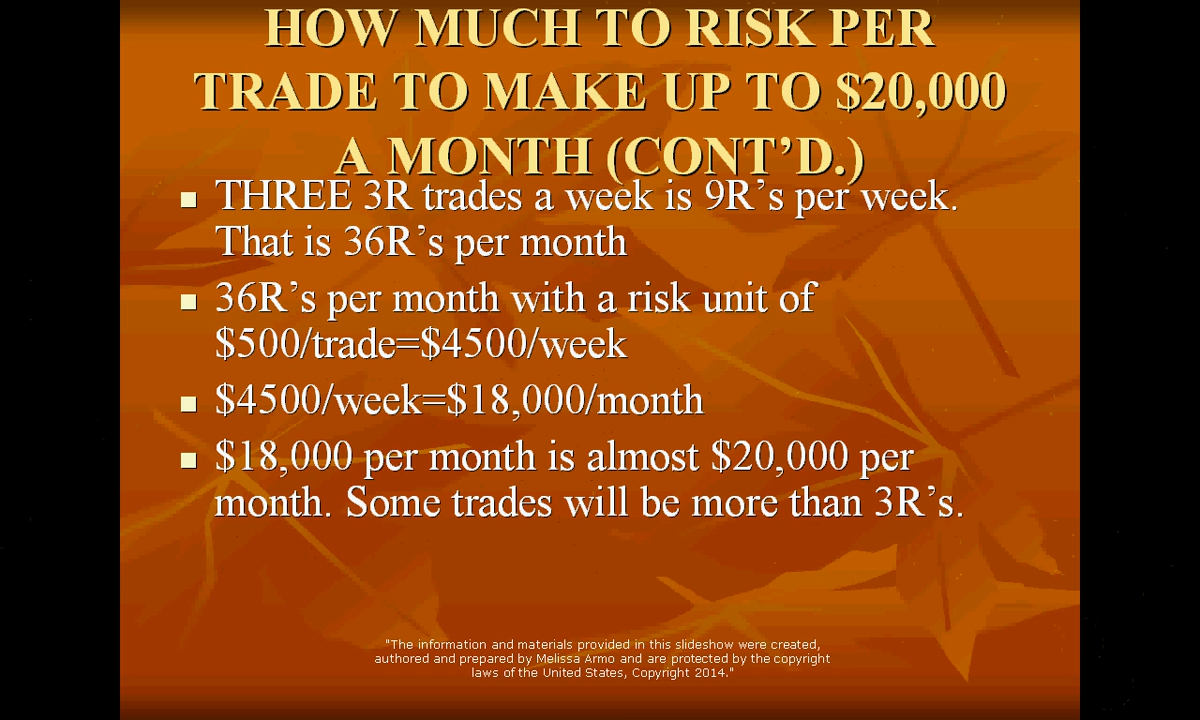 HOW MUCH TO RISK PER
TRADE TO MAKE UP TO $20,000
A MONTH (CONT’D.)
■ THREE 3R trades a week is 9R’s per week.
That is 36R’s per month
■ 36R’s per month with a risk unit of
$500/trade=$4500/week
■ $4500/week=$18,000/month
■ $18,000 per month is almost $20,000 per
month. Some trades will be more than 3R’s.
"The information and materials provided in this slideshow were created,
authored and prepared by Melissa Armo and are protected by the copyright
laws of the United States, Copyright 2014."